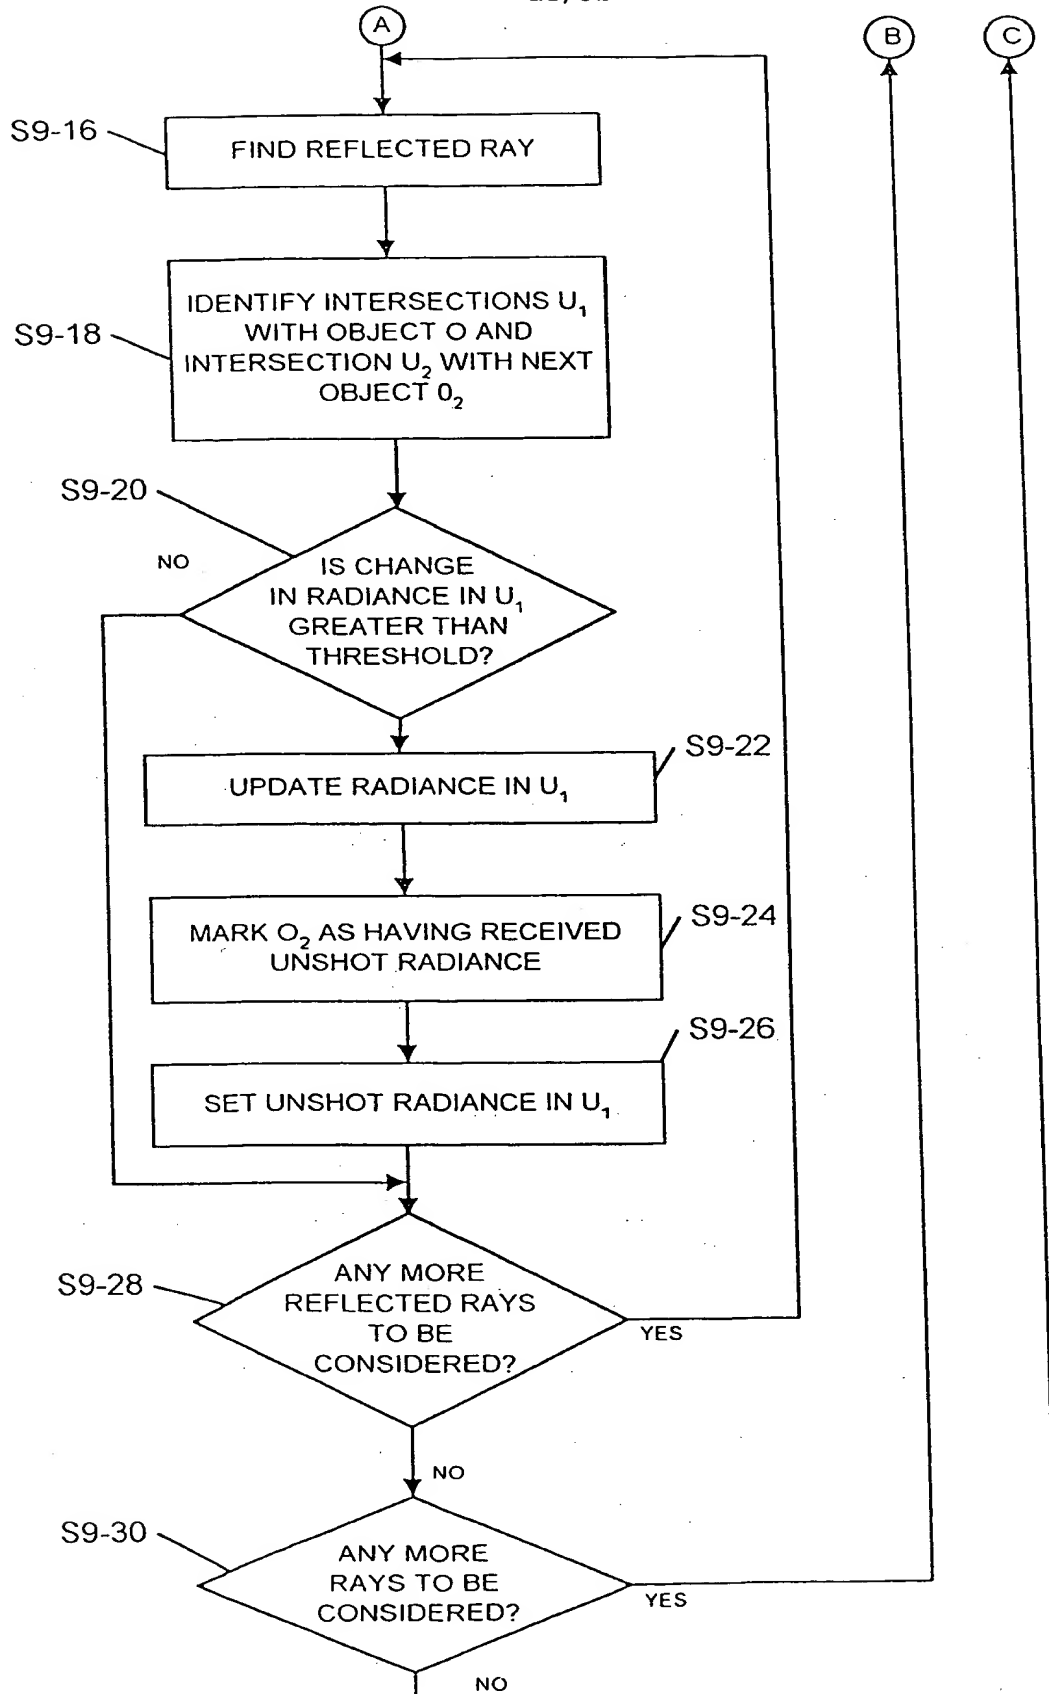 A
B
C
S9-16
FIND REFLECTED RAY
S9-18
IDENTIFY INTERSECTIONS U₁
WITH OBJECT O AND
INTERSECTION U₂ WITH NEXT
OBJECT 0₂
S9-20
NO
IS CHANGE
IN RADIANCE IN U₁
GREATER THAN
THRESHOLD?
S9-22
UPDATE RADIANCE IN U₁
S9-24
MARK O₂ AS HAVING RECEIVED
UNSHOT RADIANCE
S9-26
SET UNSHOT RADIANCE IN U₁
S9-28
ANY MORE
REFLECTED RAYS
TO BE
CONSIDERED?
YES
NO
S9-30
ANY MORE
RAYS TO BE
CONSIDERED?
YES
NO